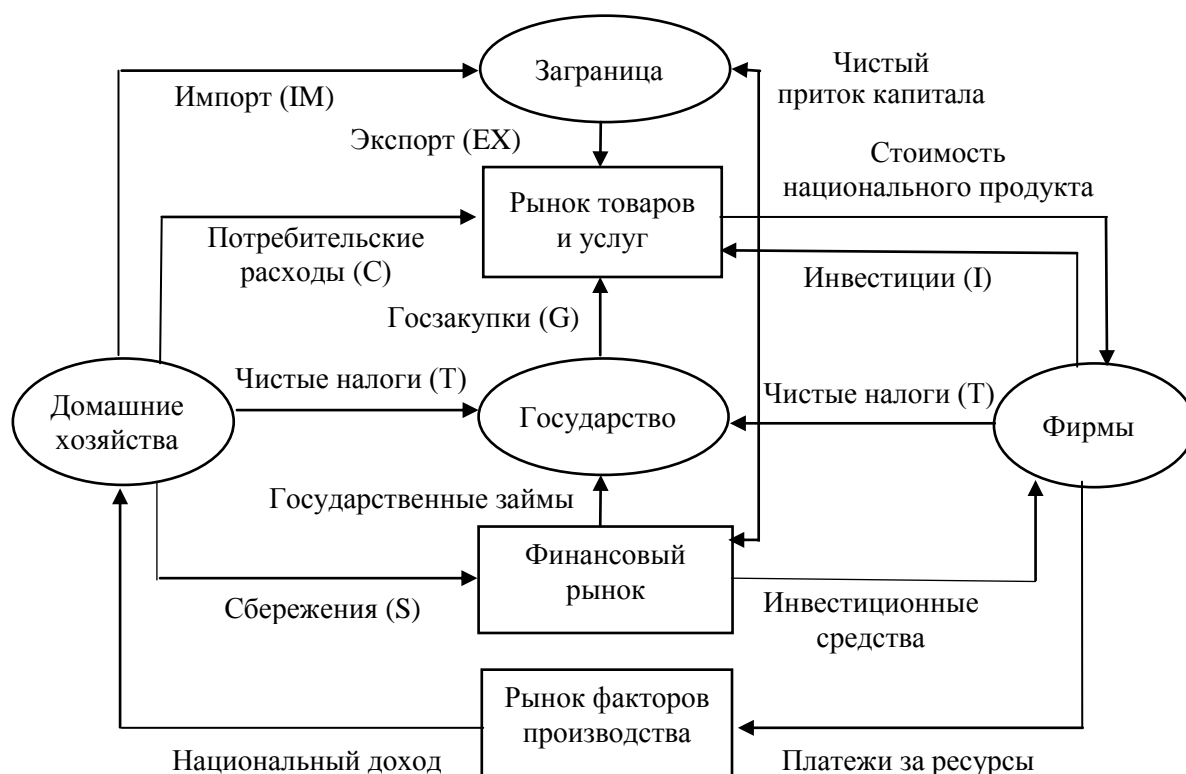 Заграница
Чистый
приток капитала
Импорт (IM)
Экспорт (EX)
Стоимость
национального продукта
Рынок товаров
и услуг
Потребительские
расходы (C)
Инвестиции (I)
Госзакупки (G)
Чистые налоги (T)
Чистые налоги (T)
Домашние
хозяйства
Государство
Фирмы
Государственные займы
Финансовый
рынок
Сбережения (S)
Инвестиционные
средства
Рынок факторов
производства
Национальный доход
Платежи за ресурсы